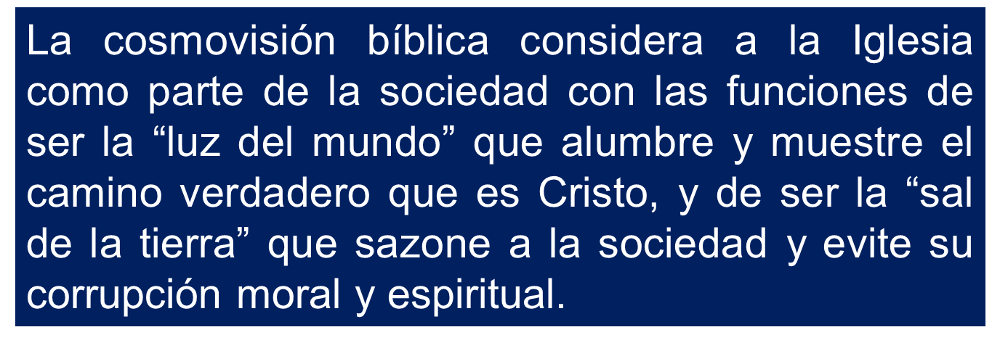 La cosmovisión bíblica considera a la Iglesia
como parte de la sociedad con las funciones de
ser la “luz del mundo” que alumbre y muestre el
camino verdadero que es Cristo, y de ser la “sal
de la tierra” que sazone a la sociedad y evite su
corrupción moral y espiritual.